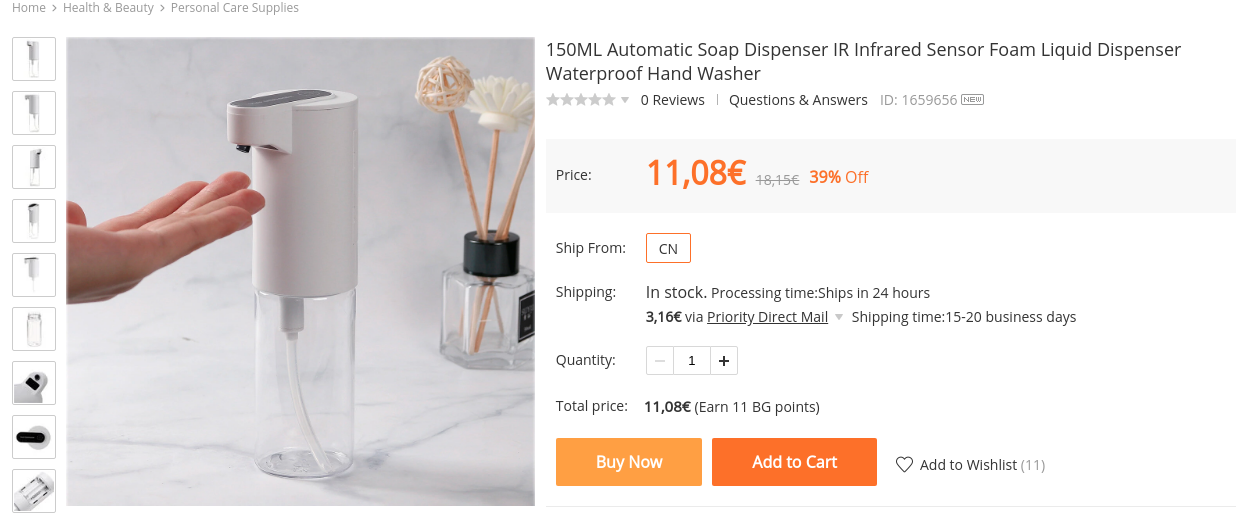 Home > Health & Beauty > Personal Care Supplies
150ML Automatic Soap Dispenser IR Infrared Sensor Foam Liquid Dispenser
Waterproof Hand Washer
0 Reviews | Questions & Answers ID: 1659656 NEW
Price: 11,08€ 18,15€ 39% Off
Ship From: CN
Shipping: In stock. Processing time:Ships in 24 hours
3,16€ via Priority Direct Mail Shipping time:15-20 business days
Quantity: 1
Total price: 11,08€ (Earn 11 BG points)
Buy Now Add to Cart Add to Wishlist (11)